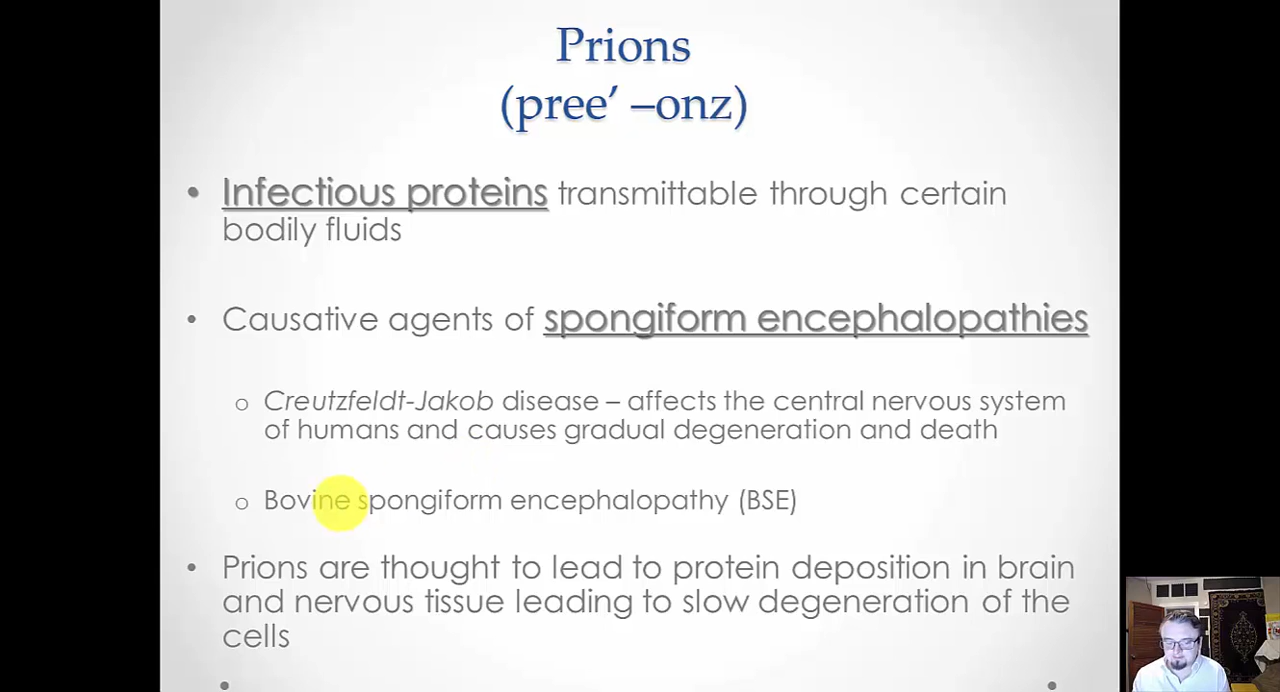 Prions
(pree’ –onz)
• Infectious proteins transmittable through certain
bodily fluids
• Causative agents of spongiform encephalopathies
o Creutzfeldt-Jakob disease – affects the central nervous system
of humans and causes gradual degeneration and death
o Bovine spongiform encephalopathy (BSE)
• Prions are thought to lead to protein deposition in brain
and nervous tissue leading to slow degeneration of the
cells